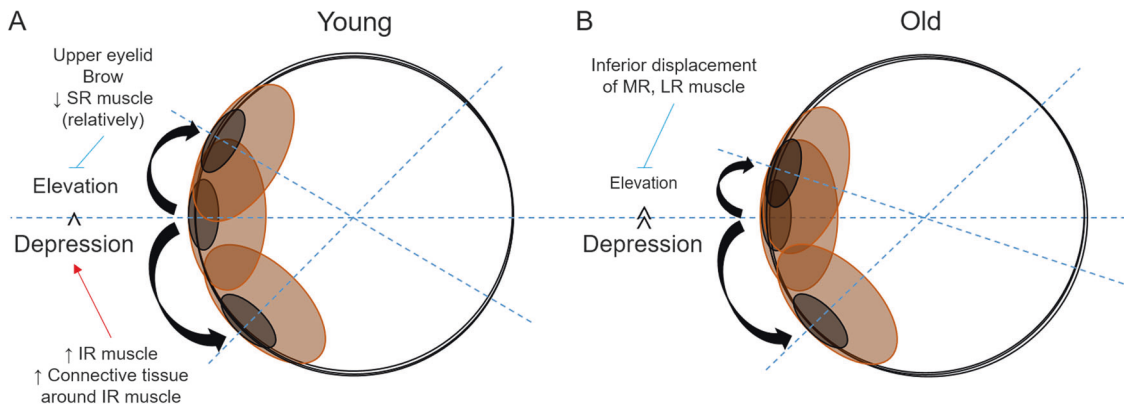 A
Young
Upper eyelid
Brow
↓ SR muscle
(relatively)
Elevation
Depression
↑ IR muscle
↑ Connective tissue
around IR muscle
B
Old
Inferior displacement
of MR, LR muscle
Elevation
Depression